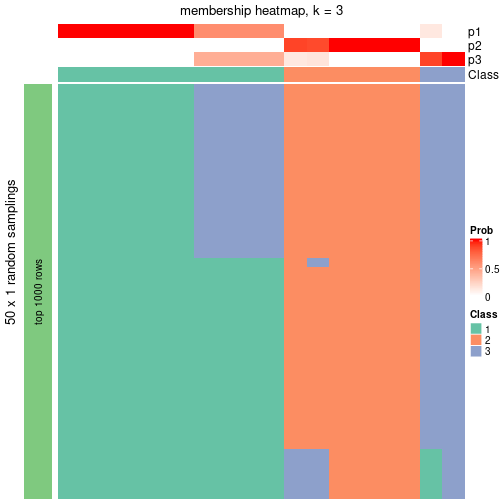 membership heatmap, k = 3
p1
p2
p3
Class
50 x 1 random samplings
top 1000 rows
Prob
1
0.5
0
Class
1
2
3